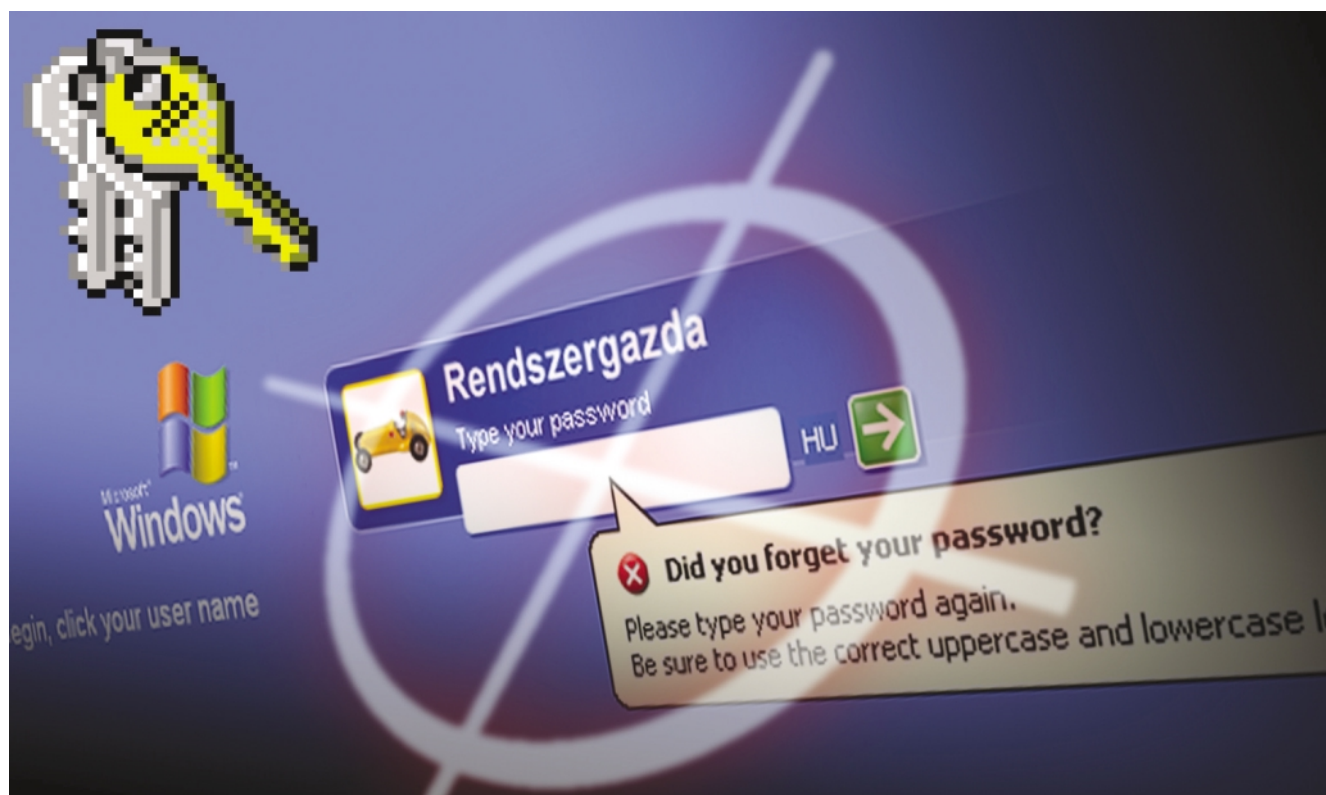 Rendszergazda
Type your password
HU
Microsoft
Windows
egin, click your user name
Did you forget your password?
Please type your password again.
Be sure to use the correct uppercase and lowercase